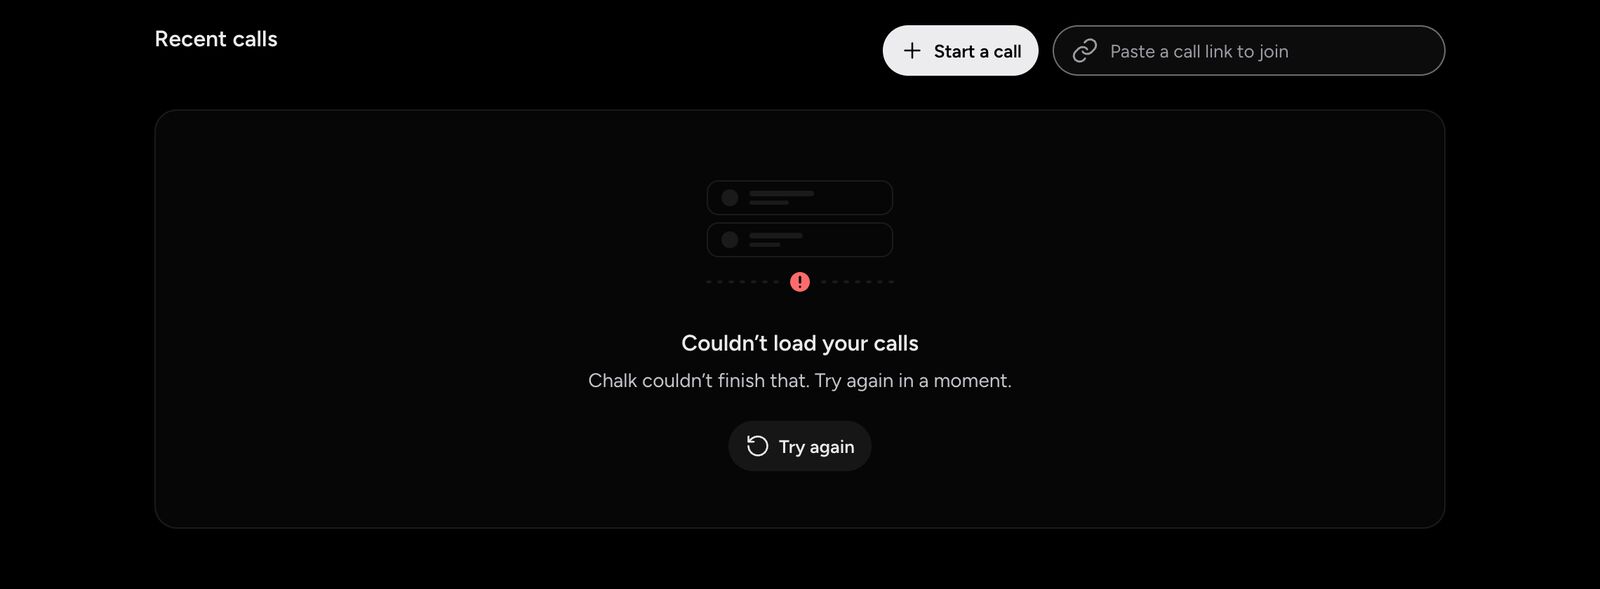 Recent calls
Start a call
Paste a call link to join
Couldn’t load your calls
Chalk couldn’t finish that. Try again in a moment.
Try again